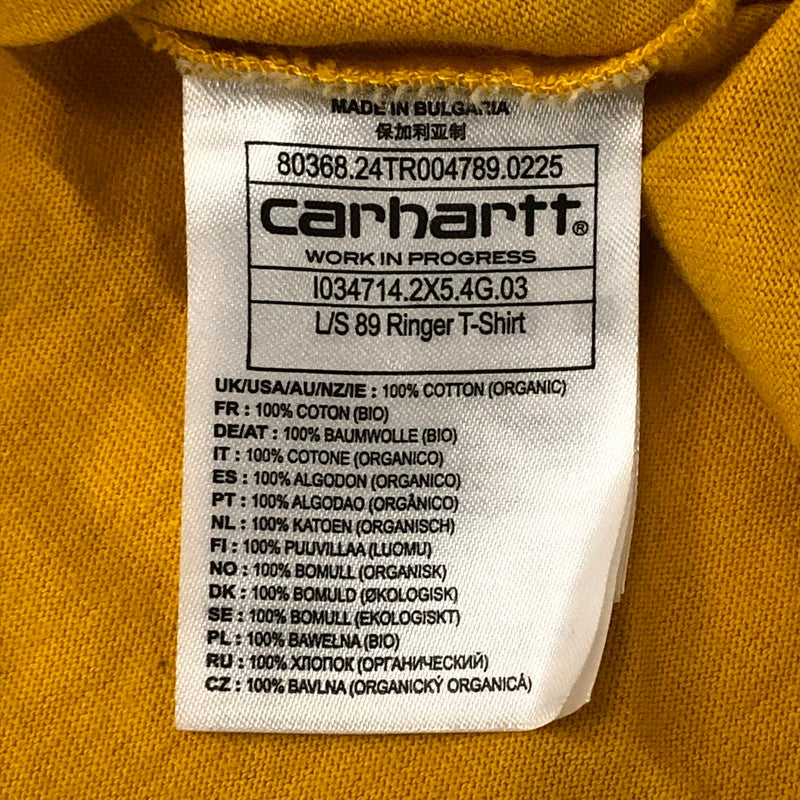 MADE IN BULGARIA
保加利亚制
80368.24TR004789.0225
carhartt®
WORK IN PROGRESS
I034714.2X5.4G.03
L/S 89 Ringer T-Shirt
UK/USA/AU/NZ/IE : 100% COTTON (ORGANIC)
FR : 100% COTON (BIO)
DE/AT : 100% BAUMWOLLE (BIO)
IT : 100% COTONE (ORGANICO)
ES : 100% ALGODON (ORGANICO)
PT : 100% ALGODAO (ORGÂNICO)
NL : 100% KATOEN (ORGANISCH)
FI : 100% PUUVILLAA (LUOMU)
NO : 100% BOMULL (ORGANISK)
DK : 100% BOMULD (ØKOLOGISK)
SE : 100% BOMULL (EKOLOGISKT)
PL : 100% BAWEŁNA (BIO)
RU : 100% ХЛОПОК (ОРГАНИЧЕСКИЙ)
CZ : 100% BAVLNA (ORGANICKÝ ORGANICÁ)